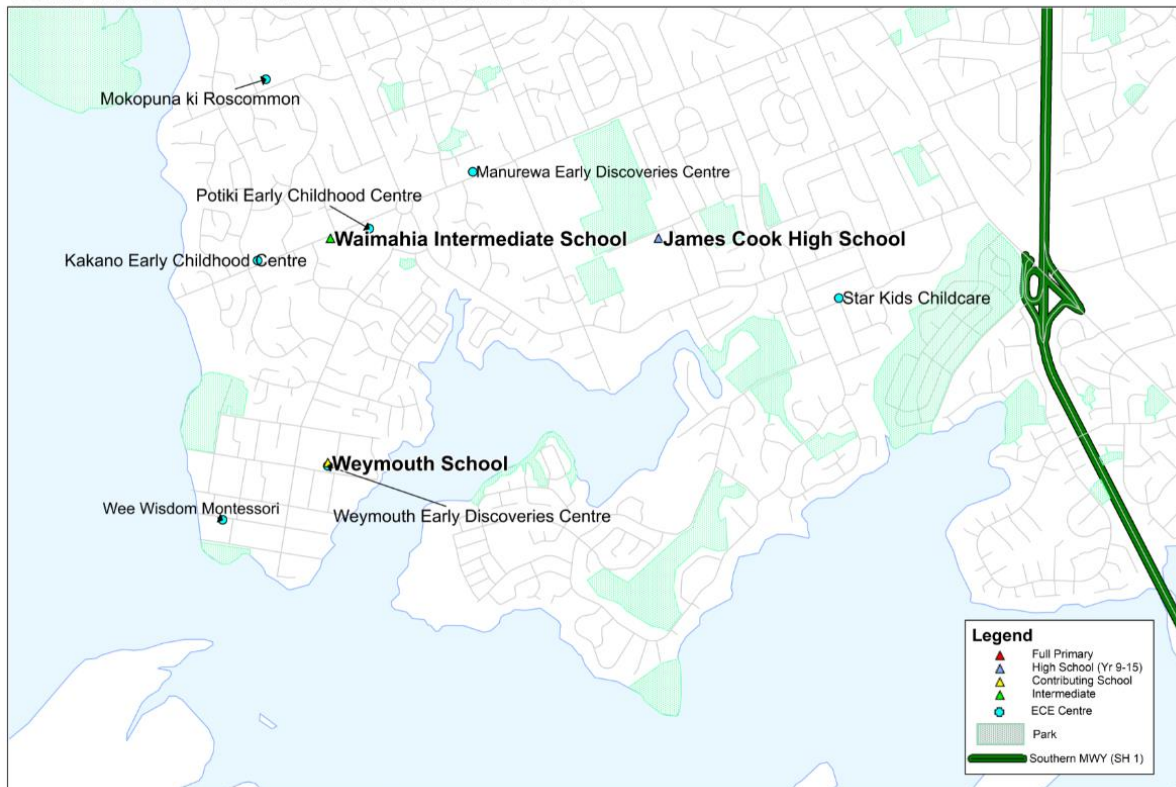 Mokopuna ki Roscommon
Manurewa Early Discoveries Centre
Potiki Early Childhood Centre
Waimahia Intermediate School
James Cook High School
Kakano Early Childhood Centre
Star Kids Childcare
Weymouth School
Wee Wisdom Montessori
Weymouth Early Discoveries Centre
Legend
Full Primary
High School (Yr 9-15)
Contributing School
Intermediate
ECE Centre
Park
Southern MWY (SH 1)